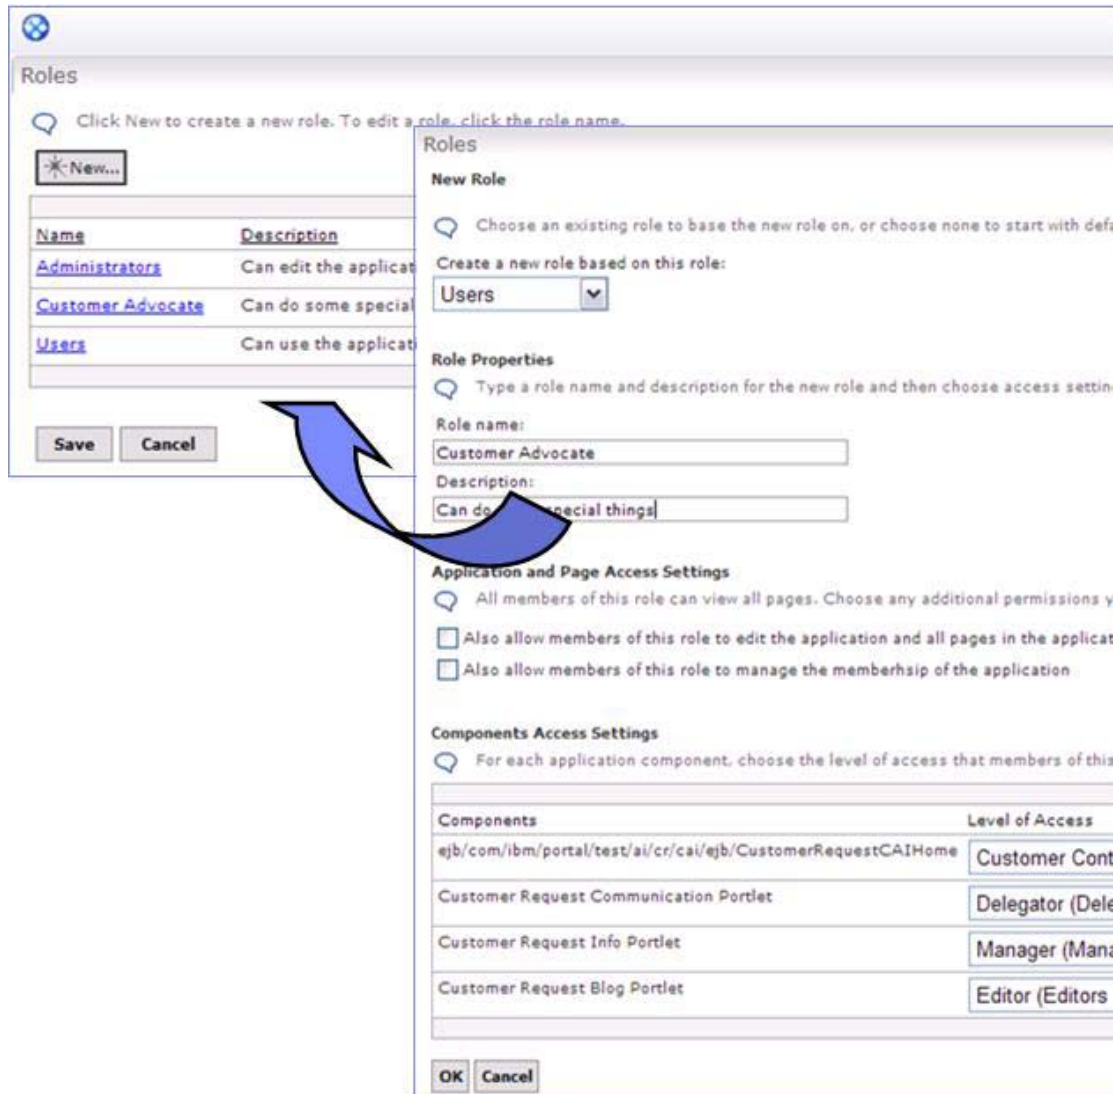 Roles
Click New to create a new role. To edit a role, click the role name.
New...
Name Description
Administrators Can edit the applicat
Customer Advocate Can do some special
Users Can use the applicati
Save Cancel
Roles
New Role
Choose an existing role to base the new role on, or choose none to start with defa
Create a new role based on this role:
Users
Role Properties
Type a role name and description for the new role and then choose access settin
Role name:
Customer Advocate
Description:
Can do special things
Application and Page Access Settings
All members of this role can view all pages. Choose any additional permissions y
Also allow members of this role to edit the application and all pages in the applicat
Also allow members of this role to manage the memberhsip of the application
Components Access Settings
For each application component, choose the level of access that members of this
Components Level of Access
ejb/com/ibm/portal/test/ai/cr/cai/ejb/CustomerRequestCAIHome Customer Cont
Customer Request Communication Portlet Delegator (Dele
Customer Request Info Portlet Manager (Mana
Customer Request Blog Portlet Editor (Editors
OK Cancel